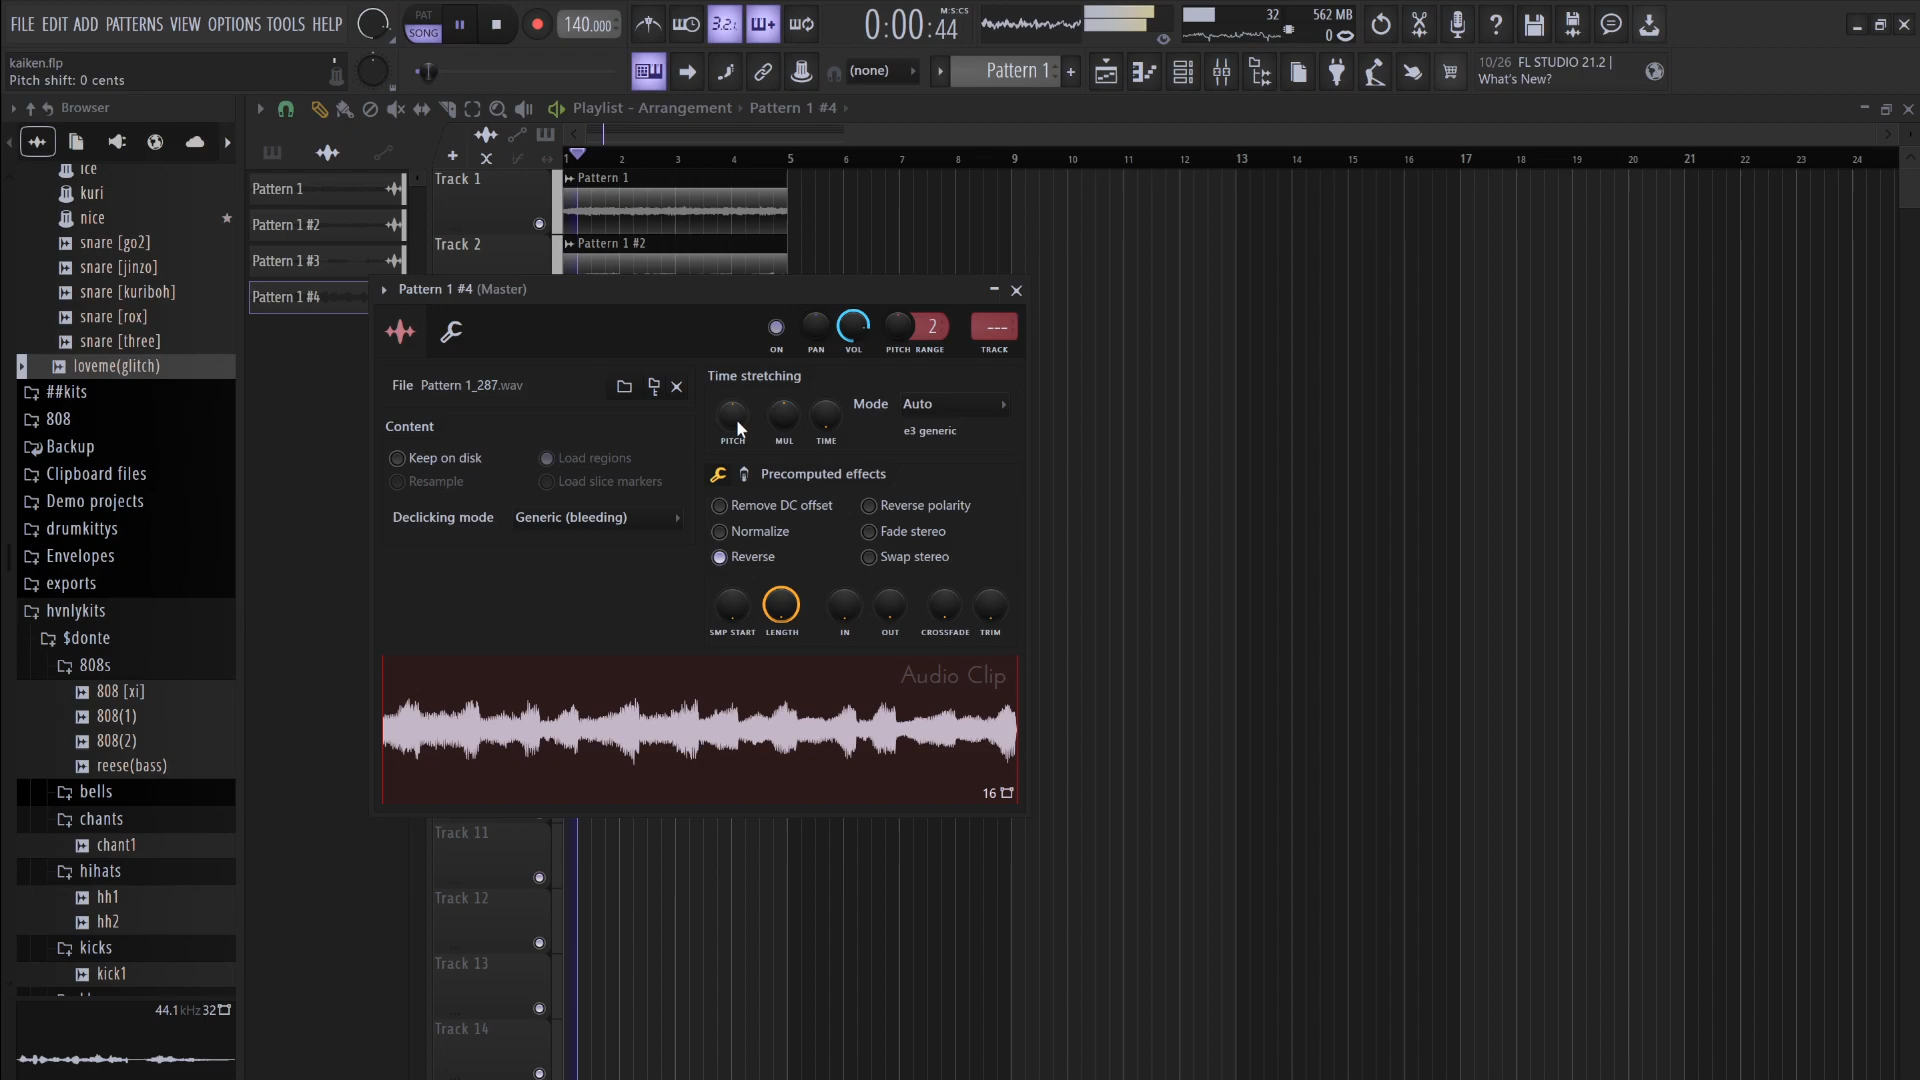 FILE EDIT ADD PATTERNS VIEW OPTIONS TOOLS HELP
PAT
SONG
140.000
3.2.
0:00:44
M:S:CS
32
562 MB
0
kaiken.flp
Pitch shift: 0 cents
(none)
Pattern 1
10/26 FL STUDIO 21.2 |
What's New?
Browser
Playlist - Arrangement › Pattern 1 #4 ›
1 2 3 4 5 6 7 8 9 10 11 12 13 14 15 16 17 18 19 20 21 22 23 24
ice
kuri
nice
snare [go2]
snare [jinzo]
snare [kuriboh]
snare [rox]
snare [three]
loveme(glitch)
##kits
808
Backup
Clipboard files
Demo projects
drumkittys
Envelopes
exports
hvnlykits
$donte
808s
808 [xi]
808(1)
808(2)
reese(bass)
bells
chants
chant1
hihats
hh1
hh2
kicks
kick1
44.1kHz 32
Pattern 1
Pattern 1 #2
Pattern 1 #3
Pattern 1 #4
Track 1
Pattern 1
Track 2
Pattern 1 #2
Pattern 1 #4 (Master)
ON PAN VOL PITCH RANGE TRACK
2
---
File Pattern 1_287.wav
Time stretching
PITCH MUL TIME
Mode Auto
e3 generic
Content
Keep on disk
Load regions
Resample
Load slice markers
Declicking mode Generic (bleeding)
Precomputed effects
Remove DC offset
Reverse polarity
Normalize
Fade stereo
Reverse
Swap stereo
SMP START LENGTH IN OUT CROSSFADE TRIM
Audio Clip
16
Track 11
Track 12
Track 13
Track 14